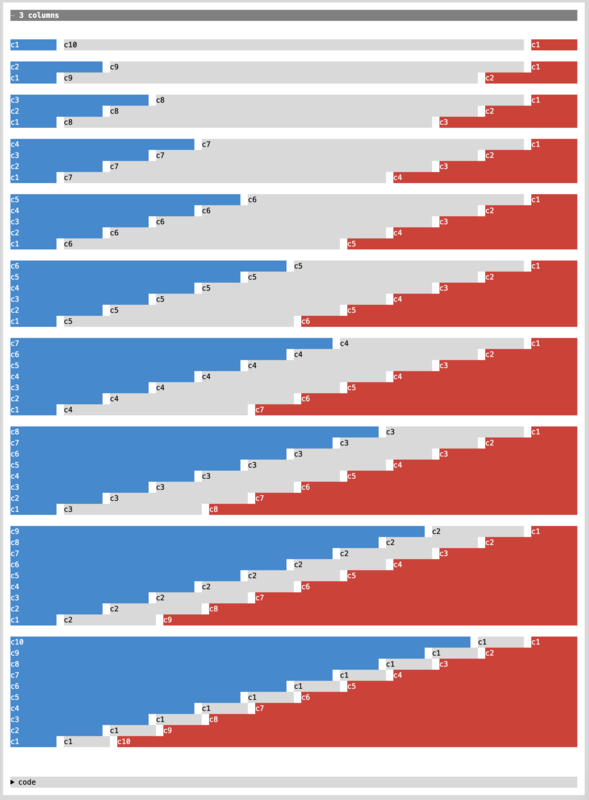 - 3 columns
c1 c10 c1
c2 c9 c1
c1 c9 c2
c3 c8 c1
c2 c8 c2
c1 c8 c3
c4 c7 c1
c3 c7 c2
c2 c7 c3
c1 c7 c4
c5 c6 c1
c4 c6 c2
c3 c6 c3
c2 c6 c4
c1 c6 c5
c6 c5 c1
c5 c5 c2
c4 c5 c3
c3 c5 c4
c2 c5 c5
c1 c5 c6
c7 c4 c1
c6 c4 c2
c5 c4 c3
c4 c4 c4
c3 c4 c5
c2 c4 c6
c1 c4 c7
c8 c3 c1
c7 c3 c2
c6 c3 c3
c5 c3 c4
c4 c3 c5
c3 c3 c6
c2 c3 c7
c1 c3 c8
c9 c2 c1
c8 c2 c2
c7 c2 c3
c6 c2 c4
c5 c2 c5
c4 c2 c6
c3 c2 c7
c2 c2 c8
c1 c2 c9
c10 c1 c1
c9 c1 c2
c8 c1 c3
c7 c1 c4
c6 c1 c5
c5 c1 c6
c4 c1 c7
c3 c1 c8
c2 c1 c9
c1 c1 c10
▶ code